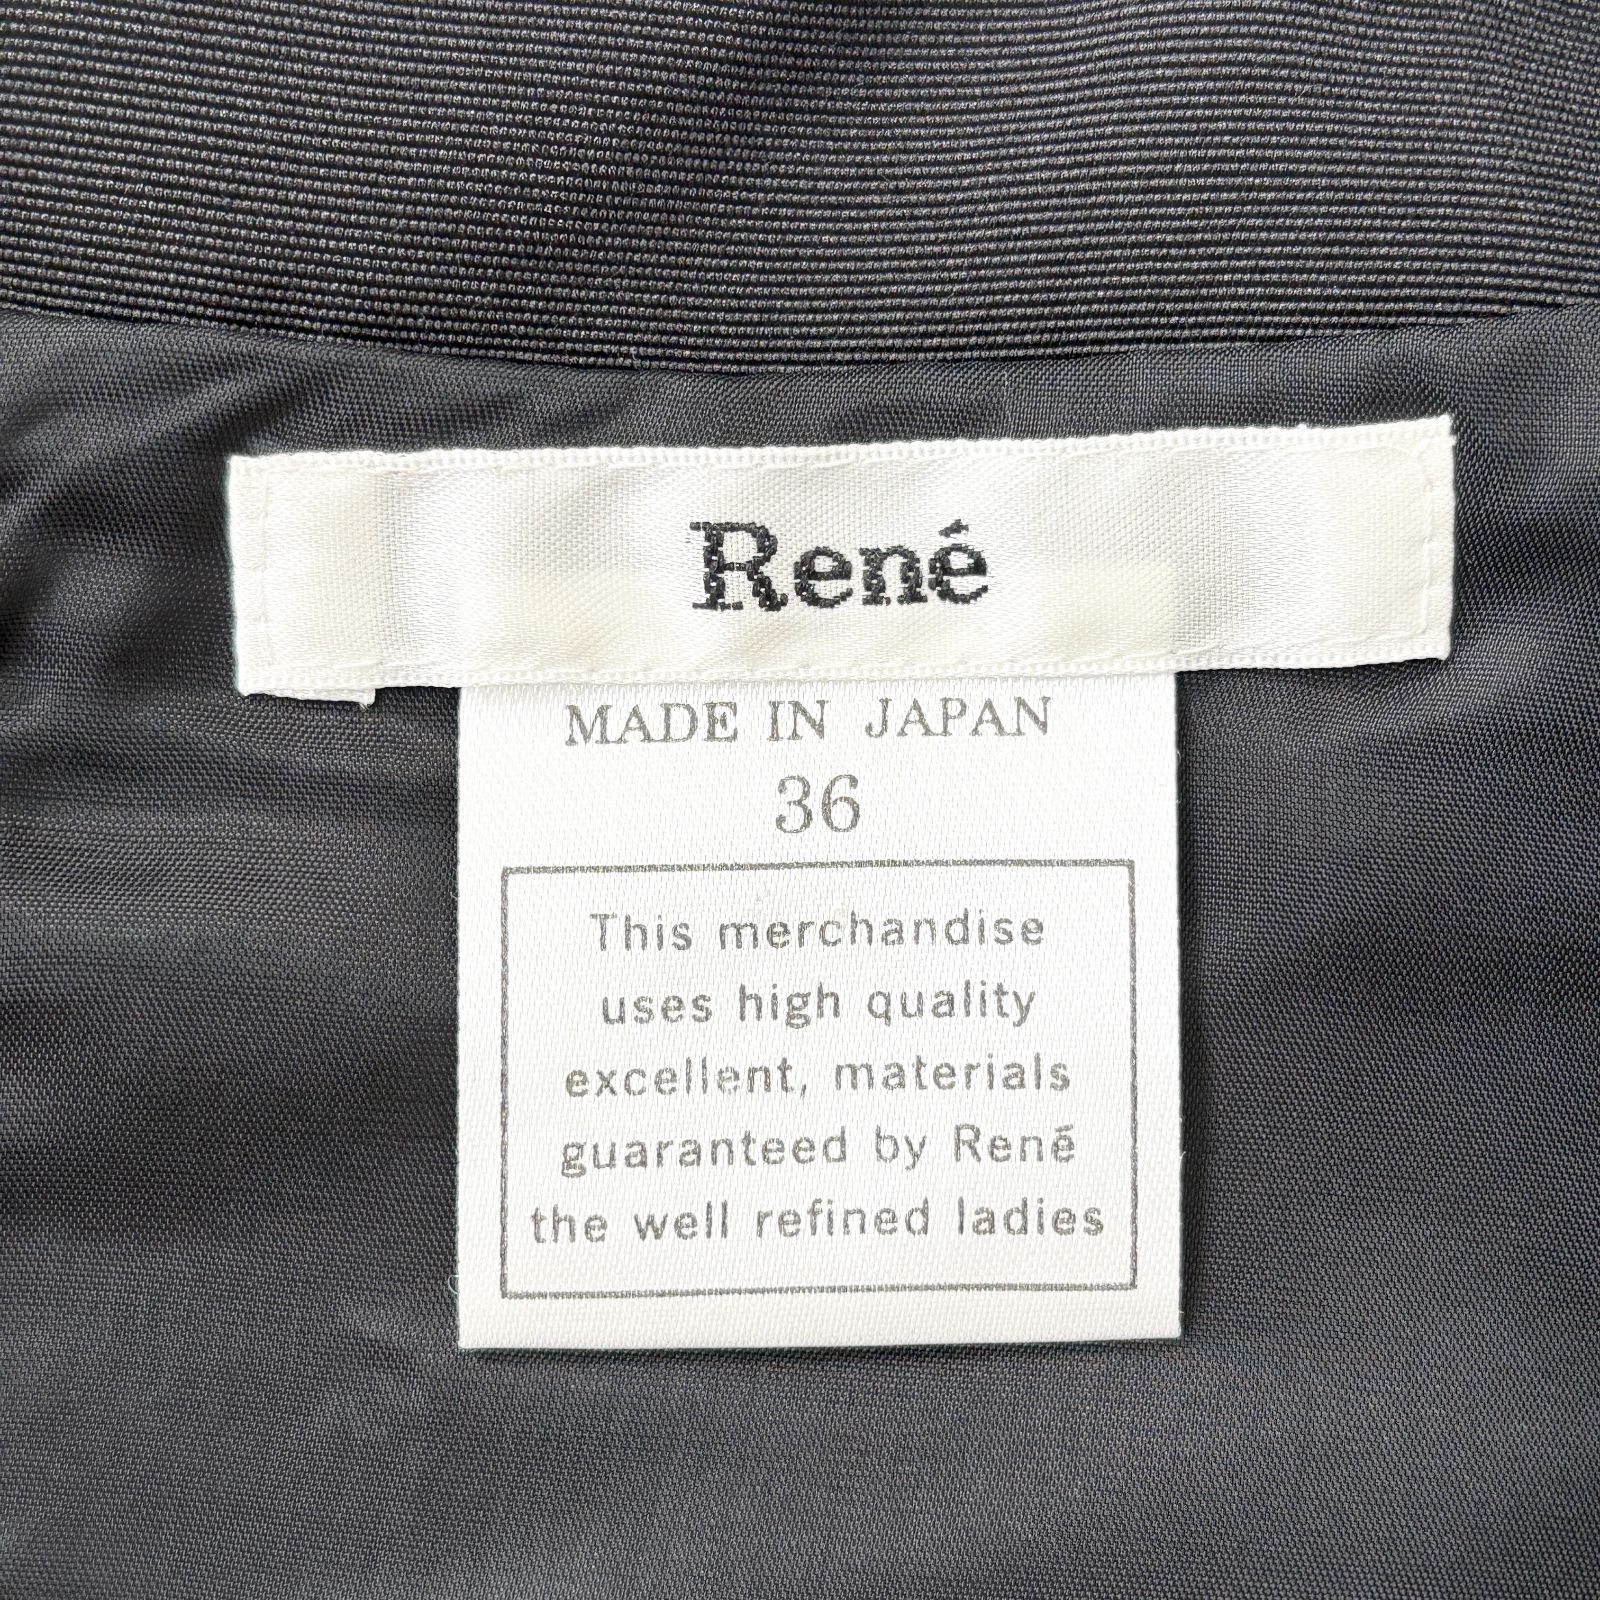 René
MADE IN JAPAN
36
This merchandise
uses high quality
excellent, materials
guaranteed by René
the well refined ladies